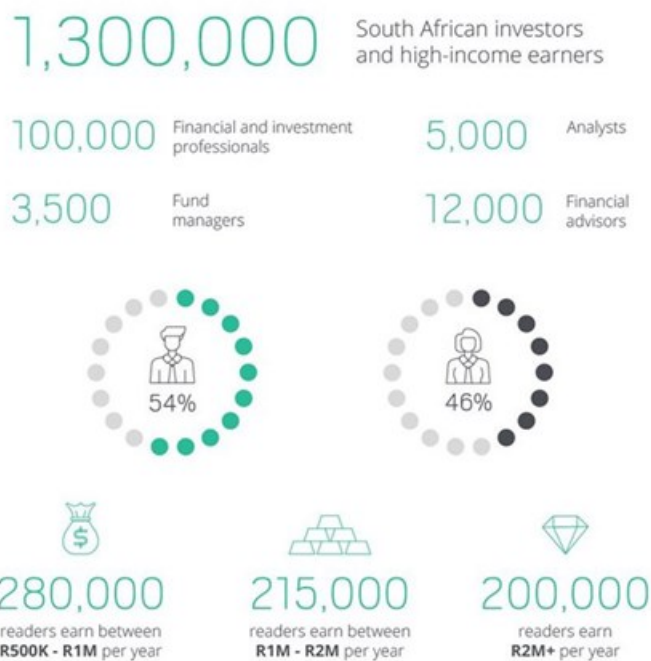 1,300,000
South African investors
and high-income earners
100,000
Financial and investment
professionals
5,000
Analysts
3,500
Fund
managers
12,000
Financial
advisors
54%
46%
$
280,000
readers earn between
R500K - R1M per year
215,000
readers earn between
R1M - R2M per year
200,000
readers earn
R2M+ per year